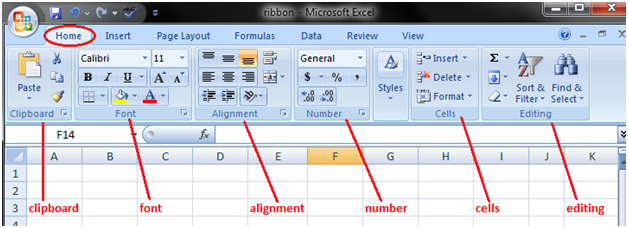 ribbon - Microsoft Excel
Home Insert Page Layout Formulas Data Review View
Calibri 11 General Insert Σ
Paste B I U A A $ % , Styles Delete Sort & Filter Find & Select
A .0 .00 .00 .0 Format
Clipboard Font Alignment Number Cells Editing
F14 fx
A B C D E F G H I J K
1
2
3 clipboard font alignment number cells editing
4